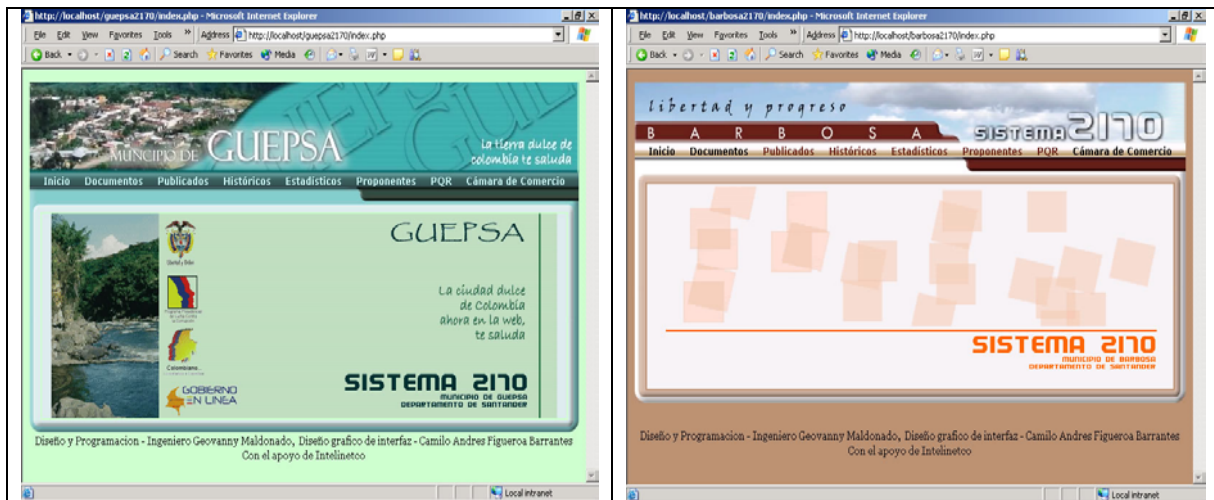 http://localhost/guepsa2170/index.php - Microsoft Internet Explorer
File Edit View Favorites Tools » Address http://localhost/guepsa2170/index.php
Back Search Favorites Media
MUNCIPIO DE GUEPSA
La tierra dulce de
colombia te saluda
Inicio Documentos Publicados Históricos Estadísticos Proponentes PQR Cámara de Comercio
GUEPSA
Libertad y Orden
La ciudad dulce
de Colombia
ahora en la web,
te saluda
Colombiano...
GOBIERNO
EN LINEA
SISTEMA 2170
MUNICIPIO DE GUEPSA
DEPARTAMENTO DE SANTANDER
Diseño y Programacion - Ingeniero Geovanny Maldonado, Diseño grafico de interfaz - Camilo Andres Figueroa Barrantes
Con el apoyo de Intelinetco
Local intranet
http://localhost/barbosa2170/index.php - Microsoft Internet Explorer
File Edit View Favorites Tools » Address http://localhost/barbosa2170/index.php
Back Search Favorites Media
libertad y progreso
BARBOSA
SISTEMA 2170
Inicio Documentos Publicados Históricos Estadísticos Proponentes PQR Cámara de Comercio
SISTEMA 2170
MUNICIPIO DE BARBOSA
DEPARTAMENTO DE SANTANDER
Diseño y Programacion - Ingeniero Geovanny Maldonado, Diseño grafico de interfaz - Camilo Andres Figueroa Barrantes
Con el apoyo de Intelinetco
Local intranet